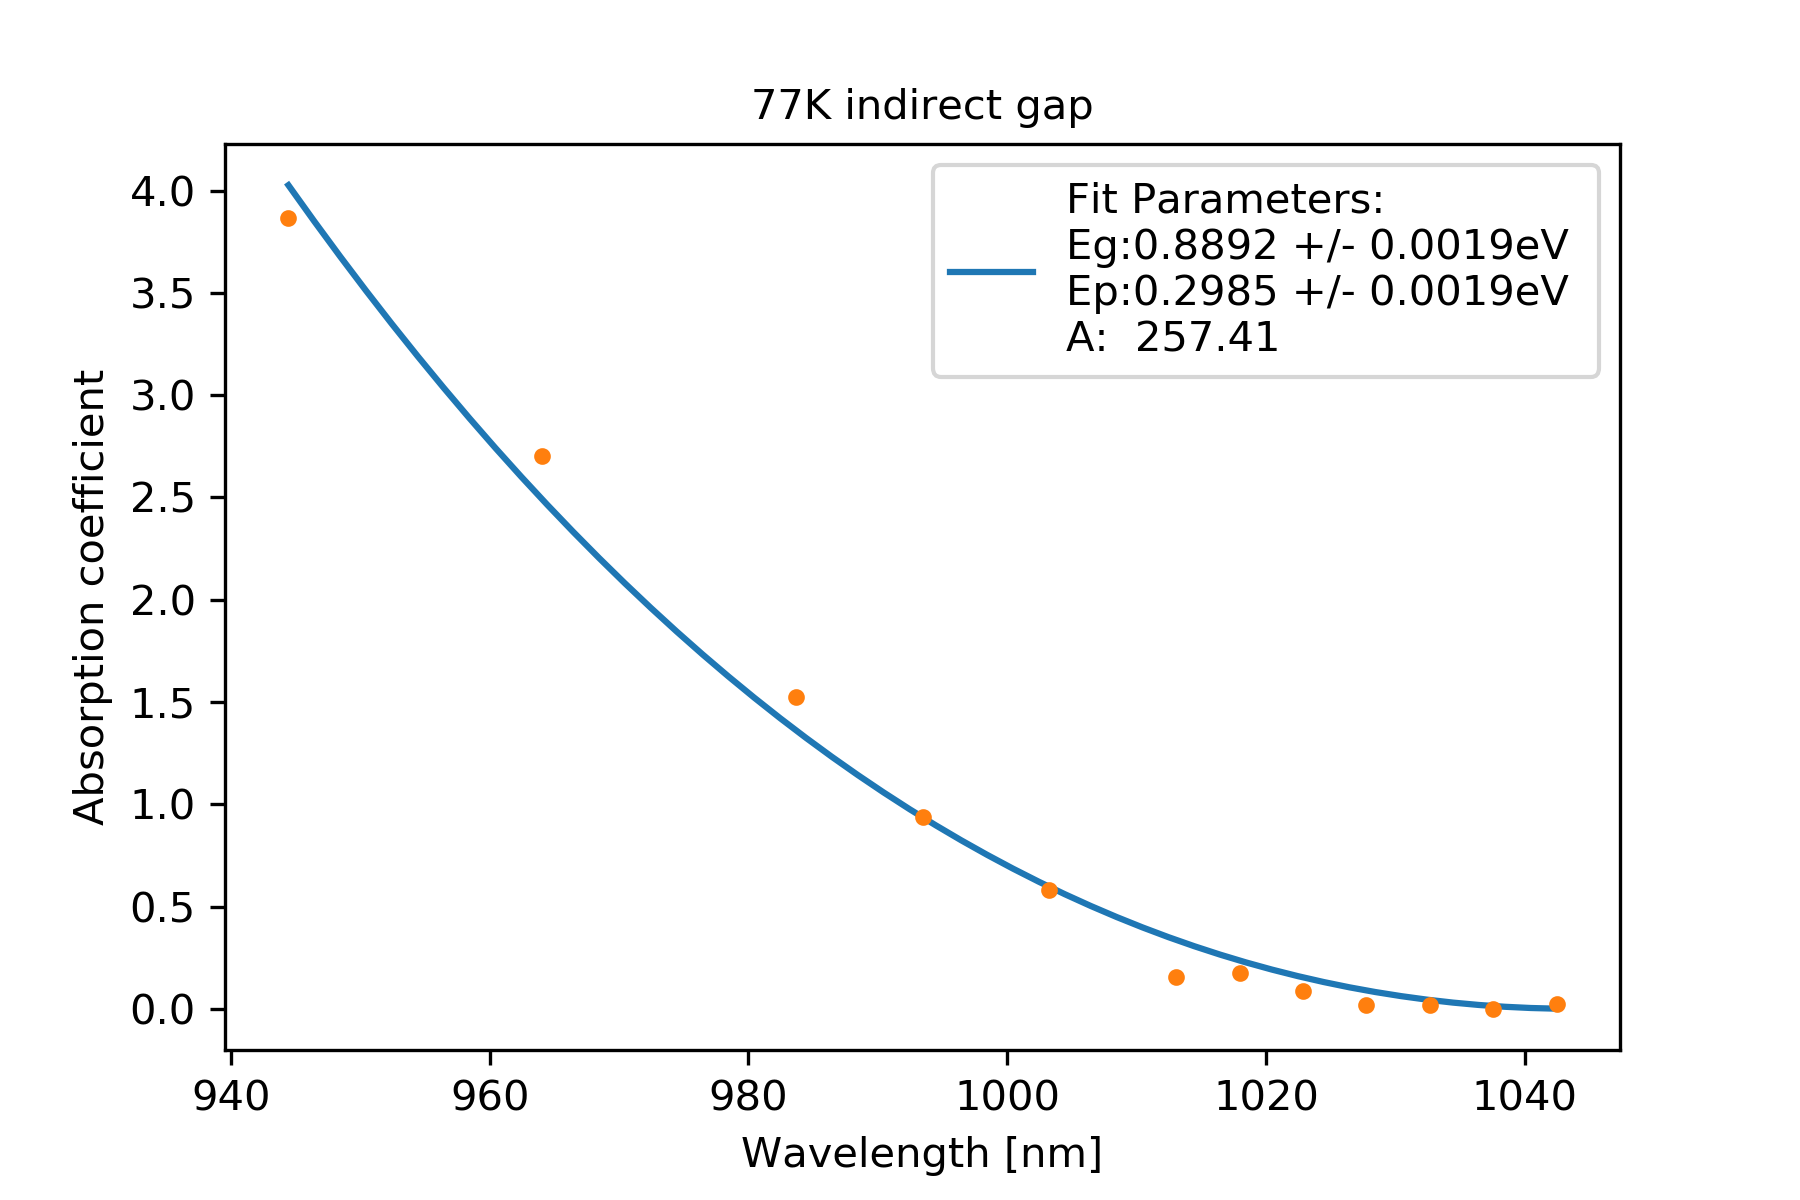 77K indirect gap
Fit Parameters:
Eg:0.8892 +/- 0.0019eV
Ep:0.2985 +/- 0.0019eV
A:  257.41
4.0
3.5
3.0
2.5
2.0
1.5
1.0
0.5
0.0
Absorption coefficient
940 960 980 1000 1020 1040
Wavelength [nm]